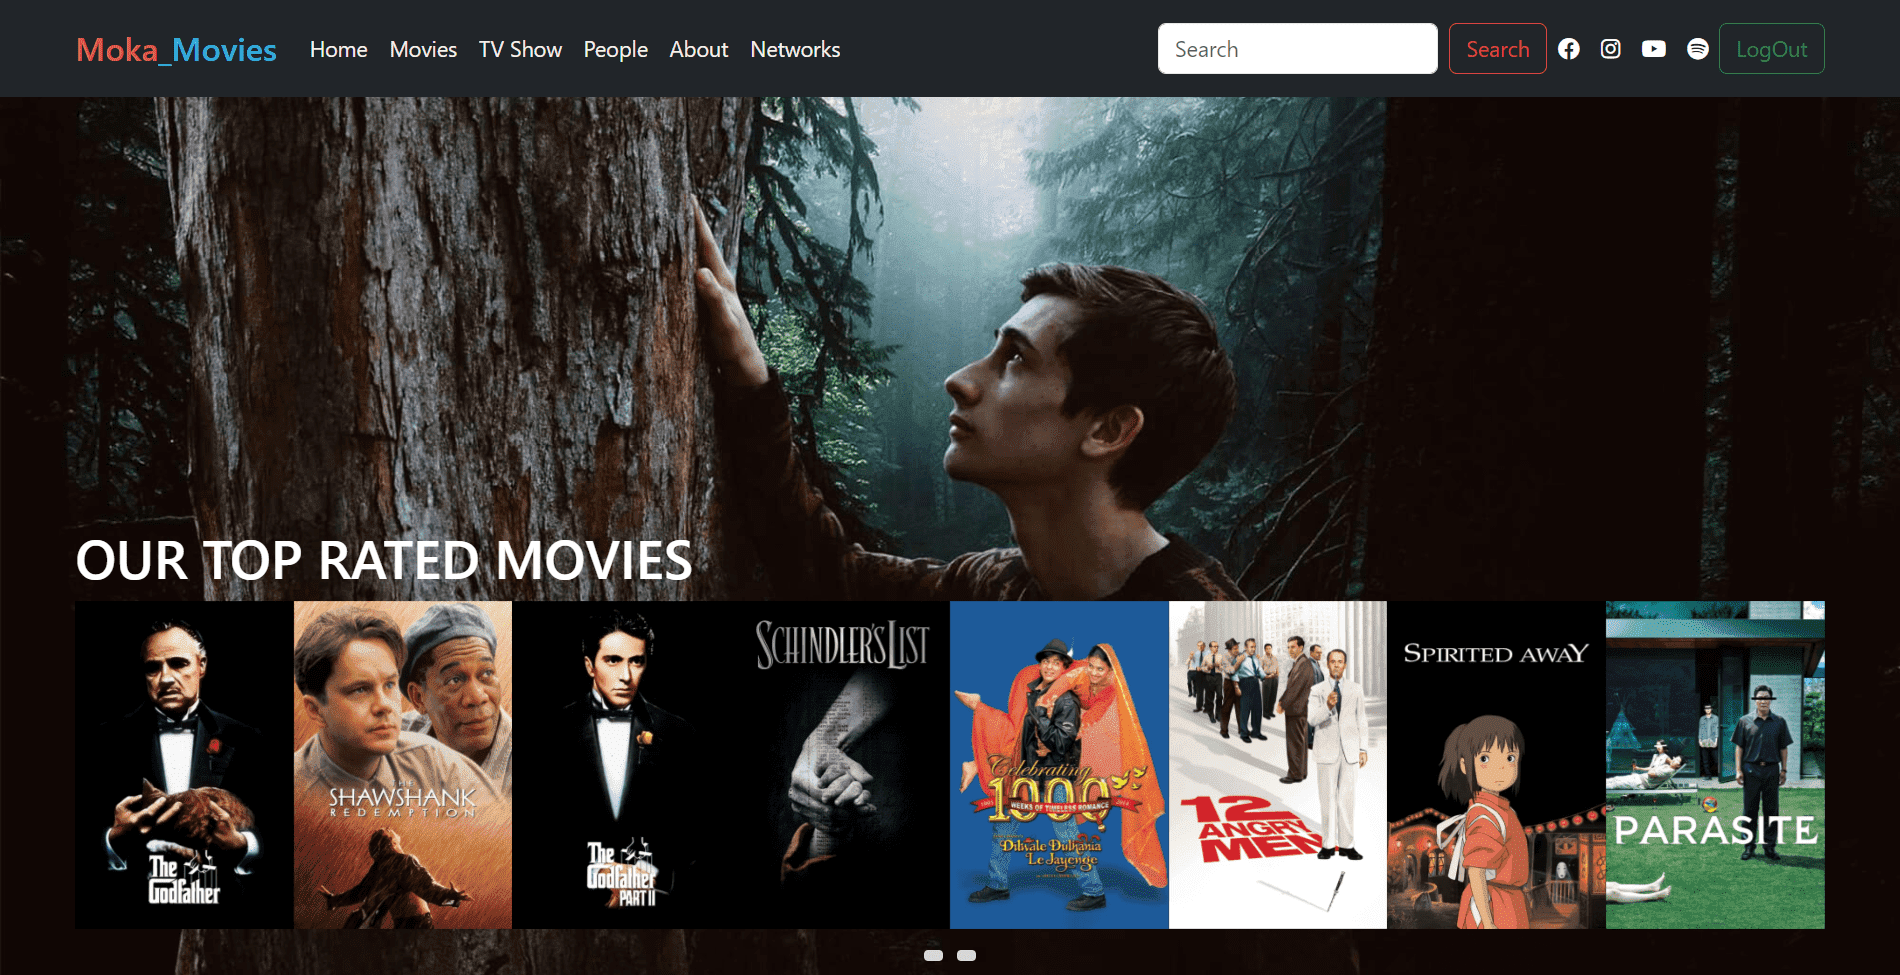 Moka_Movies Home Movies TV Show People About Networks Search Search LogOut
OUR TOP RATED MOVIES
The
Godfather
THE
SHAWSHANK
REDEMPTION
The
Godfather
PART II
SCHINDLER'S LIST
Celebrating
1000
WEEKS OF TIMELESS ROMANCE
Dilwale Dulhania
Le Jayenge
12
ANGRY
MEN
SPIRITED AWAY
PARASITE